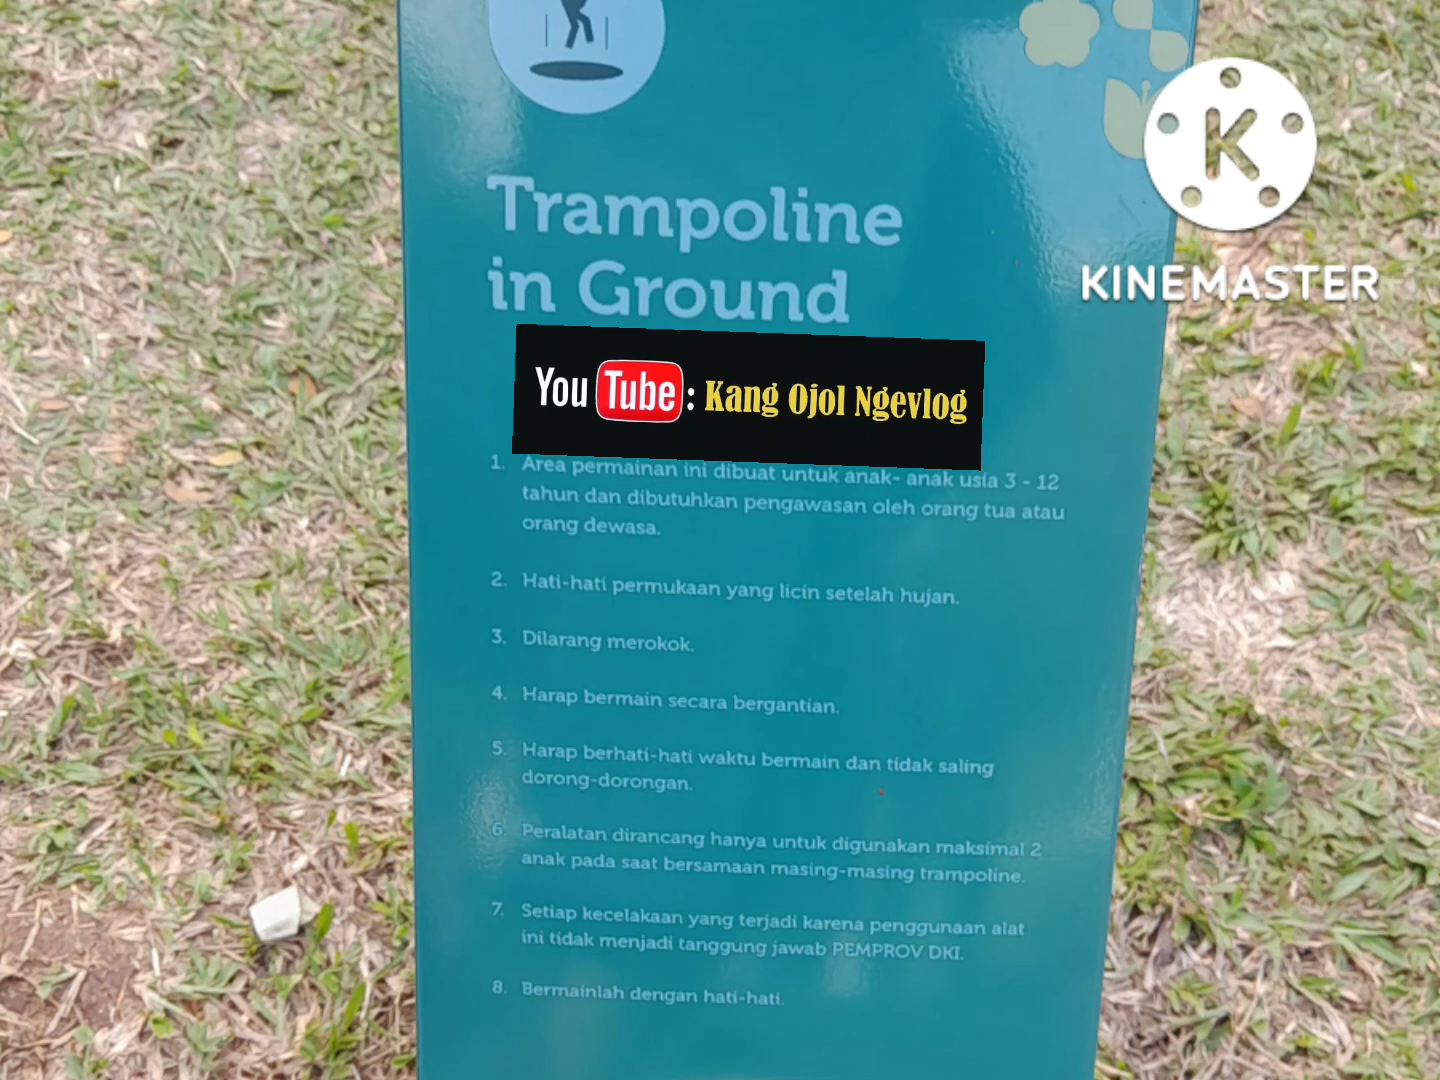 Trampoline
in Ground
KINEMASTER
YouTube : Kang Ojol Ngevlog
1. Area permainan ini dibuat untuk anak- anak usia 3 - 12
tahun dan dibutuhkan pengawasan oleh orang tua atau
orang dewasa.
2. Hati-hati permukaan yang licin setelah hujan.
3. Dilarang merokok.
4. Harap bermain secara bergantian.
5. Harap berhati-hati waktu bermain dan tidak saling
dorong-dorongan.
6. Peralatan dirancang hanya untuk digunakan maksimal 2
anak pada saat bersamaan masing-masing trampoline.
7. Setiap kecelakaan yang terjadi karena penggunaan alat
ini tidak menjadi tanggung jawab PEMPROV DKI.
8. Bermainlah dengan hati-hati.